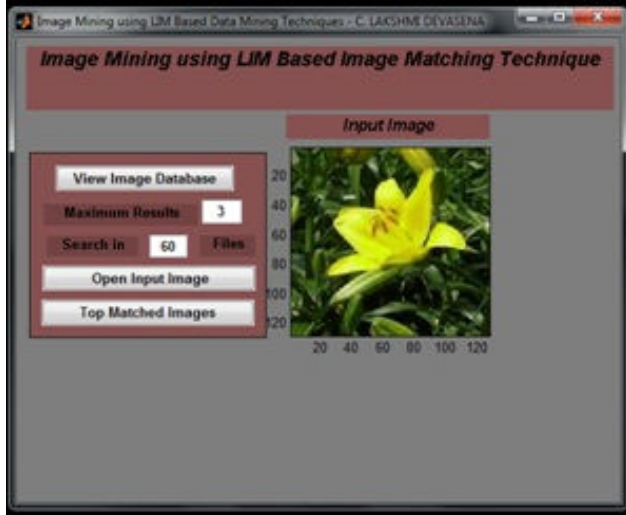 Image Mining using LIM Based Data Mining Techniques - C. LAKSHMI DEVASENA
Image Mining using LIM Based Image Matching Technique
Input Image
View Image Database
Maximum Results 3
Search in 60 Files
Open Input Image
Top Matched Images
20
40
60
80
100
120
20 40 60 80 100 120